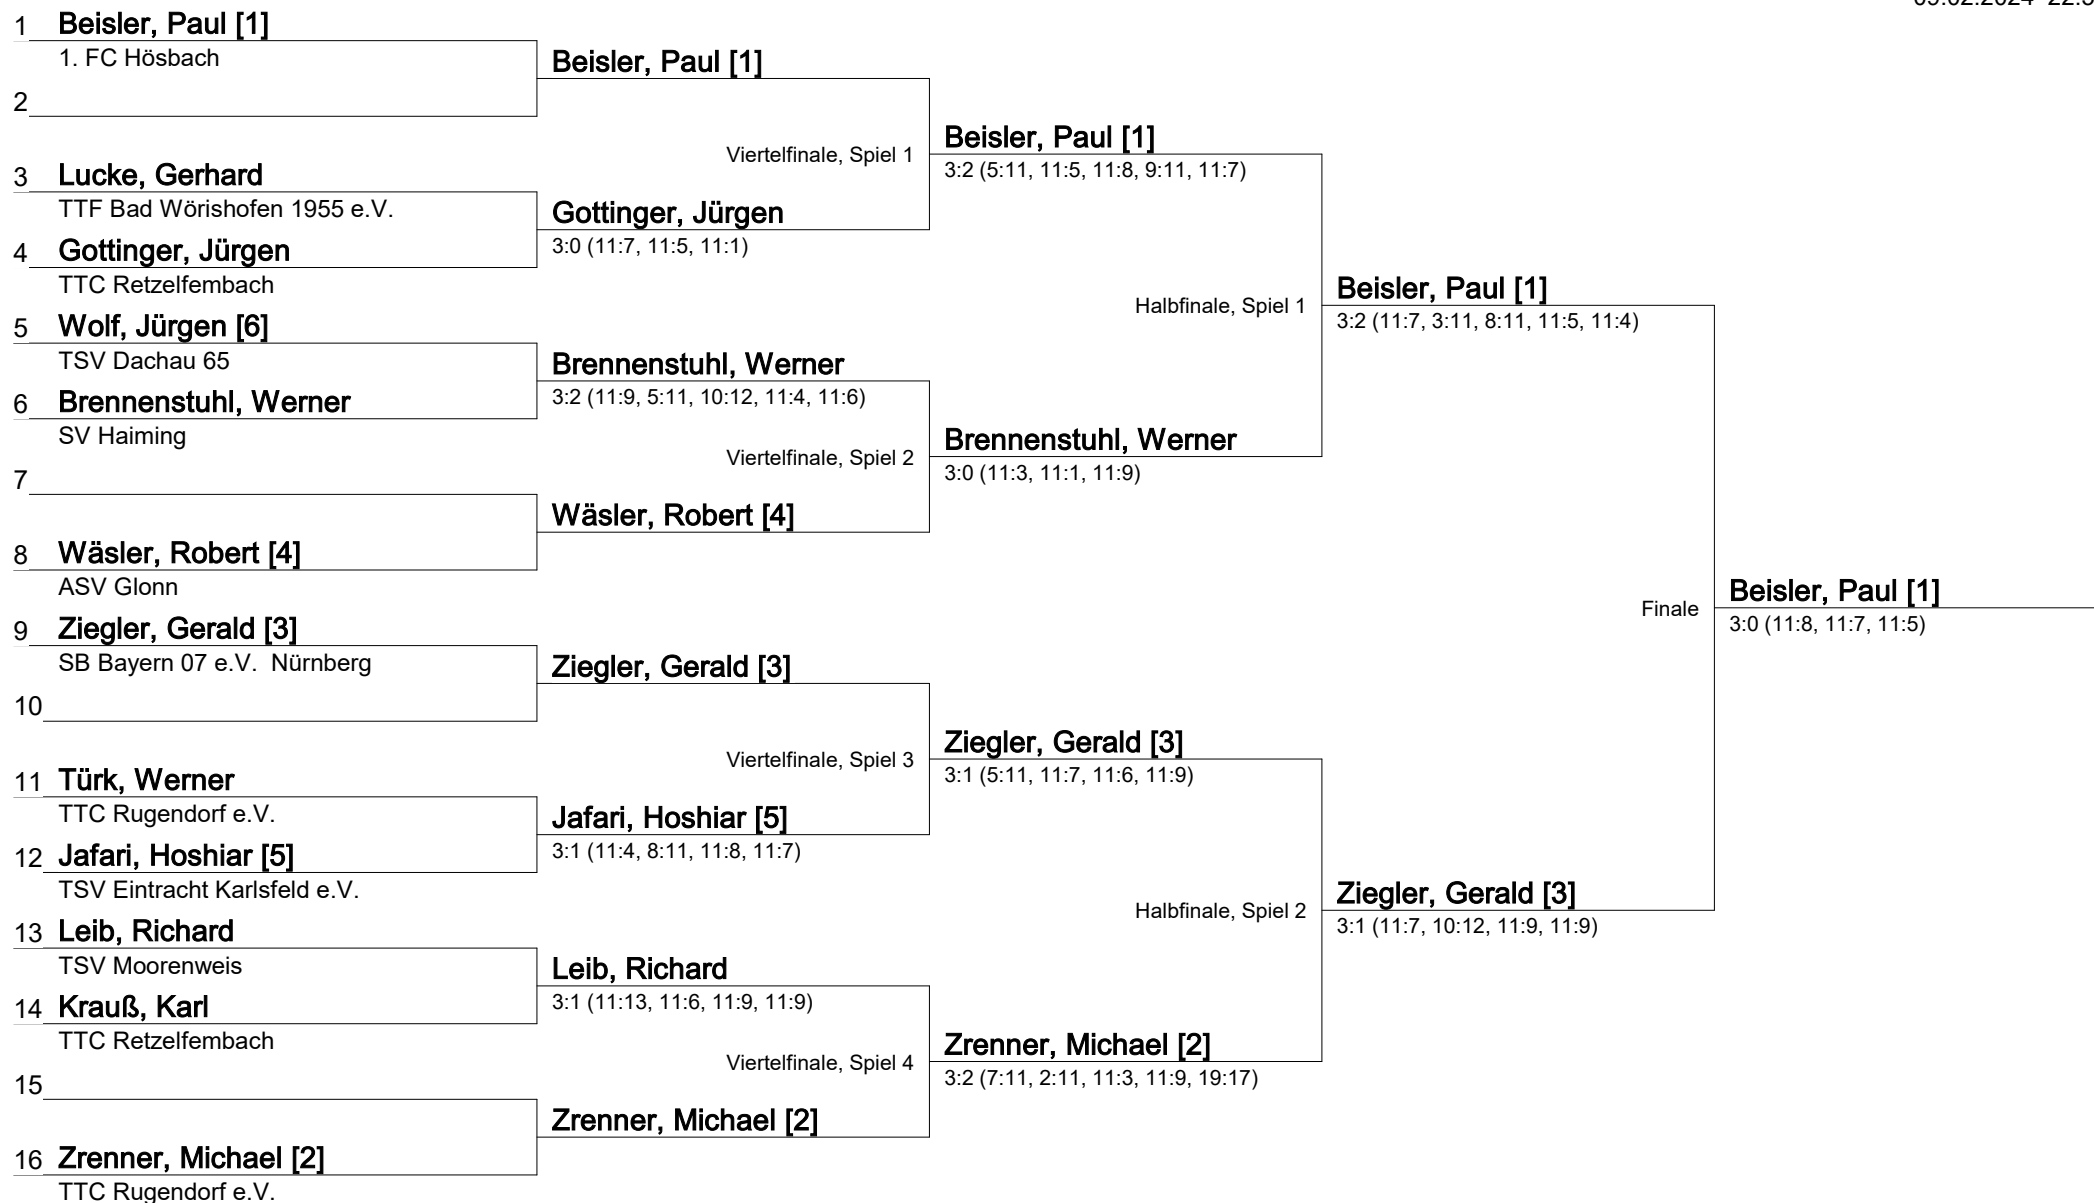 1 Beisler, Paul [1]
1. FC Hösbach
Beisler, Paul [1]
2
Beisler, Paul [1]
Viertelfinale, Spiel 1
3:2 (5:11, 11:5, 11:8, 9:11, 11:7)
3 Lucke, Gerhard
TTF Bad Wörishofen 1955 e.V.
Gottinger, Jürgen
3:0 (11:7, 11:5, 11:1)
4 Gottinger, Jürgen
TTC Retzelfembach
Beisler, Paul [1]
Halbfinale, Spiel 1
3:2 (11:7, 3:11, 8:11, 11:5, 11:4)
5 Wolf, Jürgen [6]
TSV Dachau 65
Brennenstuhl, Werner
3:2 (11:9, 5:11, 10:12, 11:4, 11:6)
6 Brennenstuhl, Werner
SV Haiming
Brennenstuhl, Werner
Viertelfinale, Spiel 2
3:0 (11:3, 11:1, 11:9)
7
Wäsler, Robert [4]
8 Wäsler, Robert [4]
ASV Glonn
Beisler, Paul [1]
Finale
3:0 (11:8, 11:7, 11:5)
9 Ziegler, Gerald [3]
SB Bayern 07 e.V. Nürnberg
Ziegler, Gerald [3]
10
Ziegler, Gerald [3]
Viertelfinale, Spiel 3
3:1 (5:11, 11:7, 11:6, 11:9)
11 Türk, Werner
TTC Rugendorf e.V.
Jafari, Hoshiar [5]
3:1 (11:4, 8:11, 11:8, 11:7)
12 Jafari, Hoshiar [5]
TSV Eintracht Karlsfeld e.V.
Ziegler, Gerald [3]
Halbfinale, Spiel 2
3:1 (11:7, 10:12, 11:9, 11:9)
13 Leib, Richard
TSV Moorenweis
Leib, Richard
3:1 (11:13, 11:6, 11:9, 11:9)
14 Krauß, Karl
TTC Retzelfembach
Zrenner, Michael [2]
Viertelfinale, Spiel 4
3:2 (7:11, 2:11, 11:3, 11:9, 19:17)
15
Zrenner, Michael [2]
16 Zrenner, Michael [2]
TTC Rugendorf e.V.